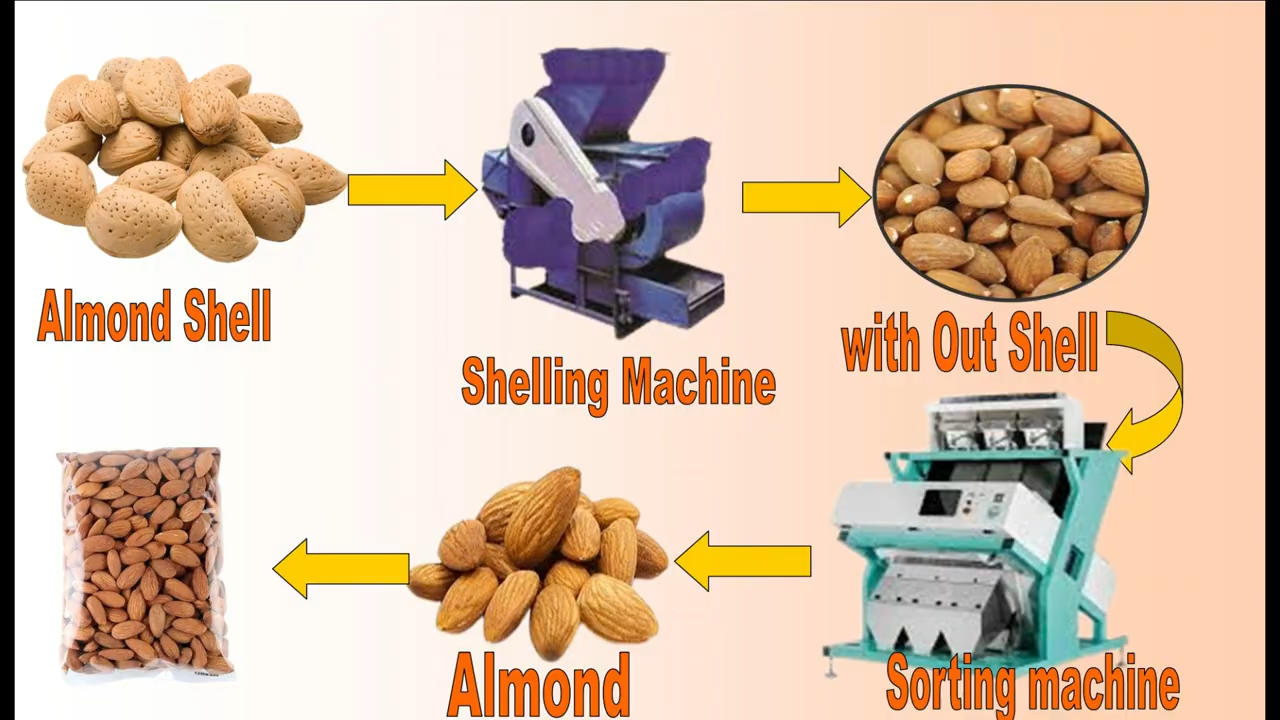 Almond Shell
Shelling Machine
with Out Shell
Almond
Sorting machine